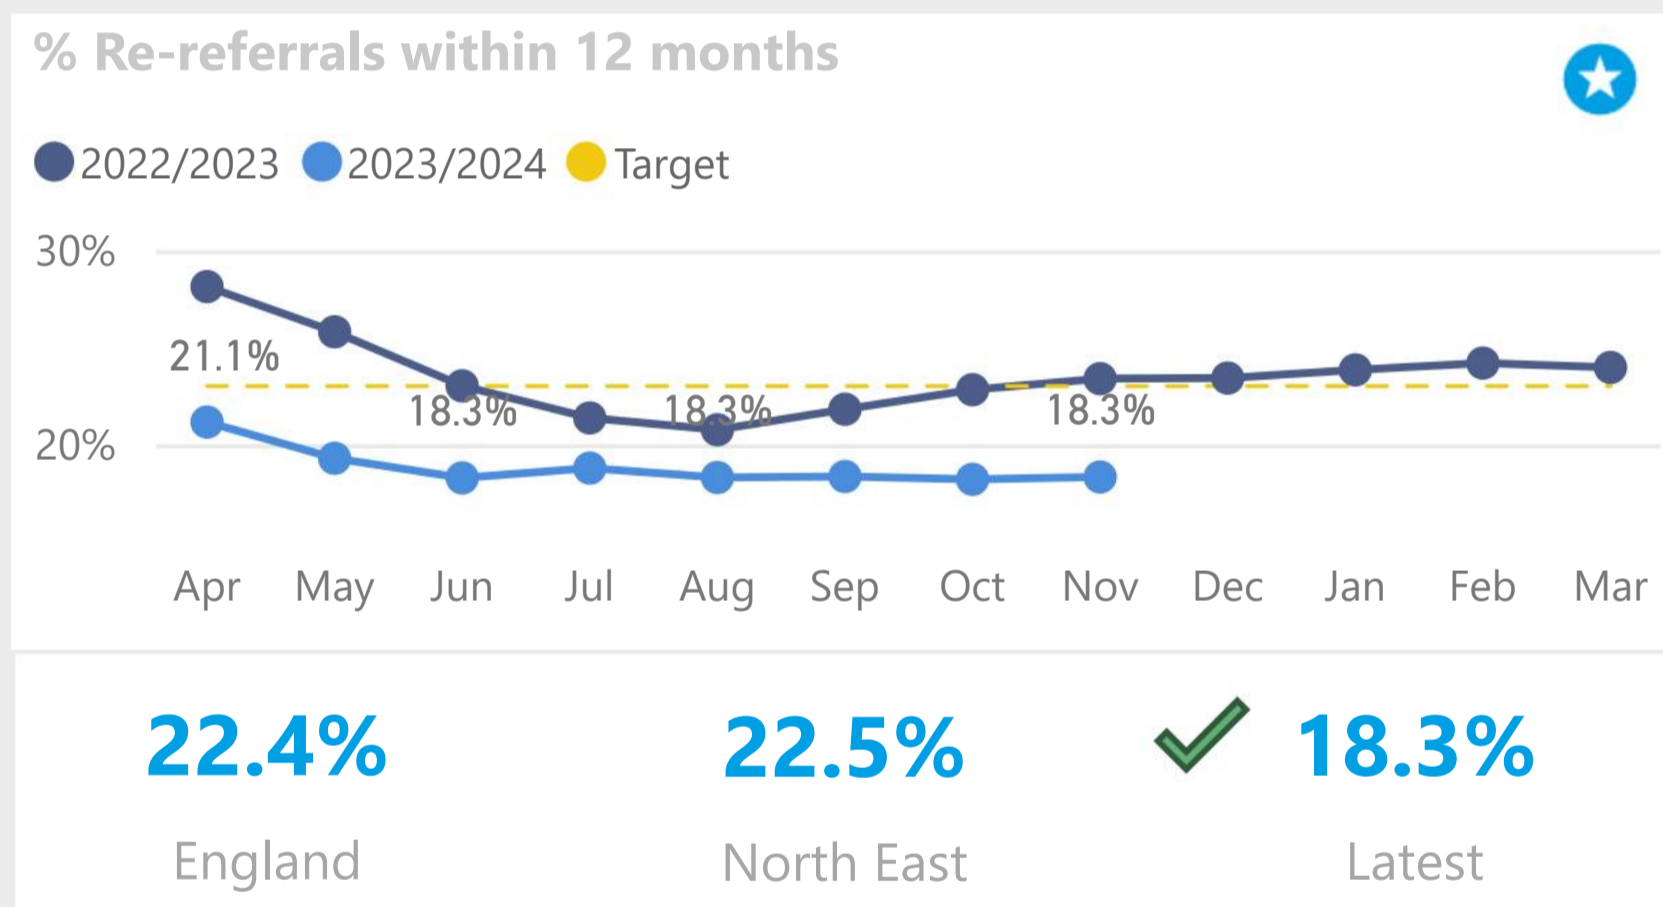 % Re-referrals within 12 months
2022/2023 2023/2024 Target
30%
21.1%
18.3% 18.3% 18.3%
20%
Apr May Jun Jul Aug Sep Oct Nov Dec Jan Feb Mar
22.4% 22.5% 18.3%
England North East Latest